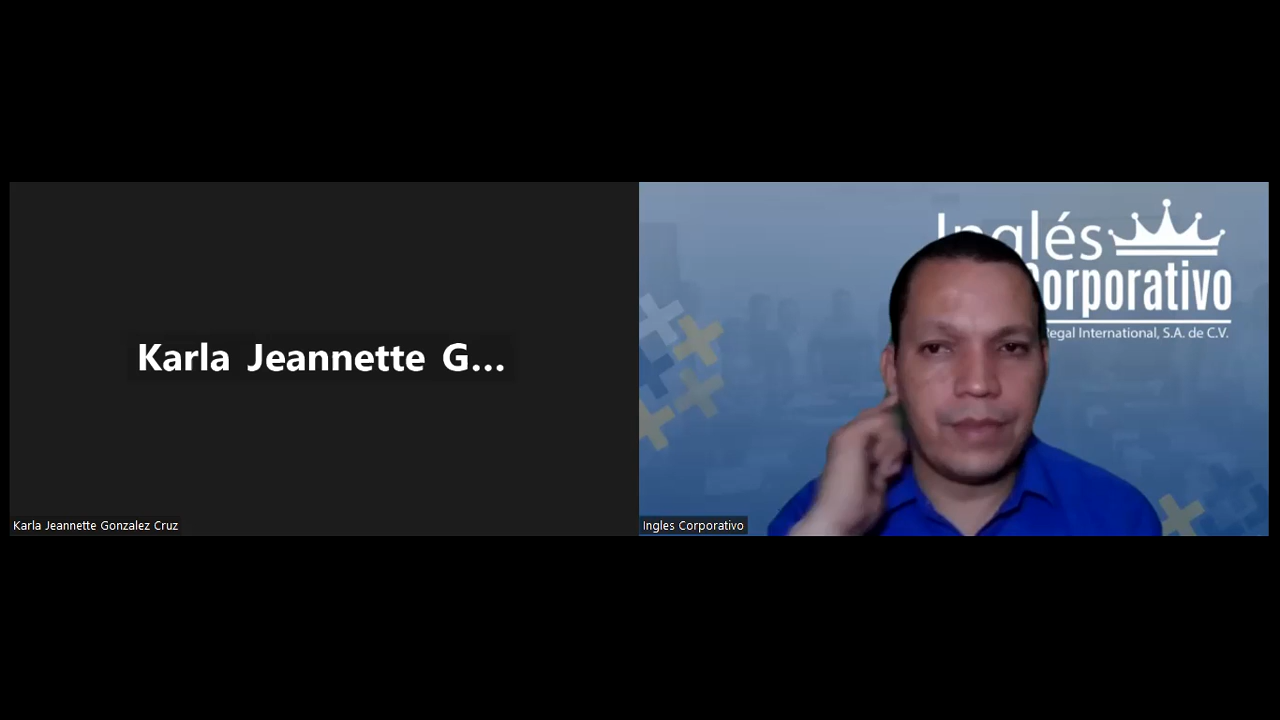 Karla Jeannette G...
Karla Jeannette Gonzalez Cruz
Inglés
Corporativo
Regal International, S.A. de C.V.
Ingles Corporativo